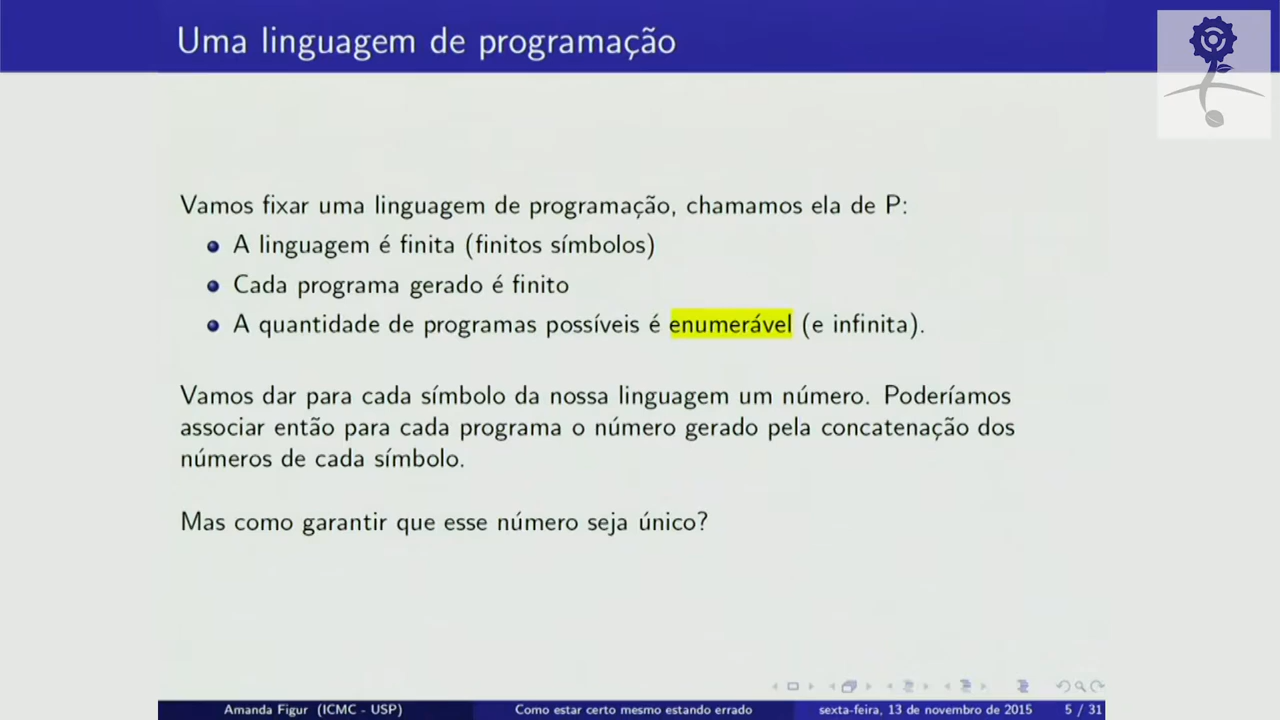 Uma linguagem de programação
Vamos fixar uma linguagem de programação, chamamos ela de P:
A linguagem é finita (finitos símbolos)
Cada programa gerado é finito
A quantidade de programas possíveis é enumerável (e infinita).
Vamos dar para cada símbolo da nossa linguagem um número. Poderíamos
associar então para cada programa o número gerado pela concatenação dos
números de cada símbolo.
Mas como garantir que esse número seja único?
Amanda Figur (ICMC - USP) Como estar certo mesmo estando errado sexta-feira, 13 de novembro de 2015 5 / 31